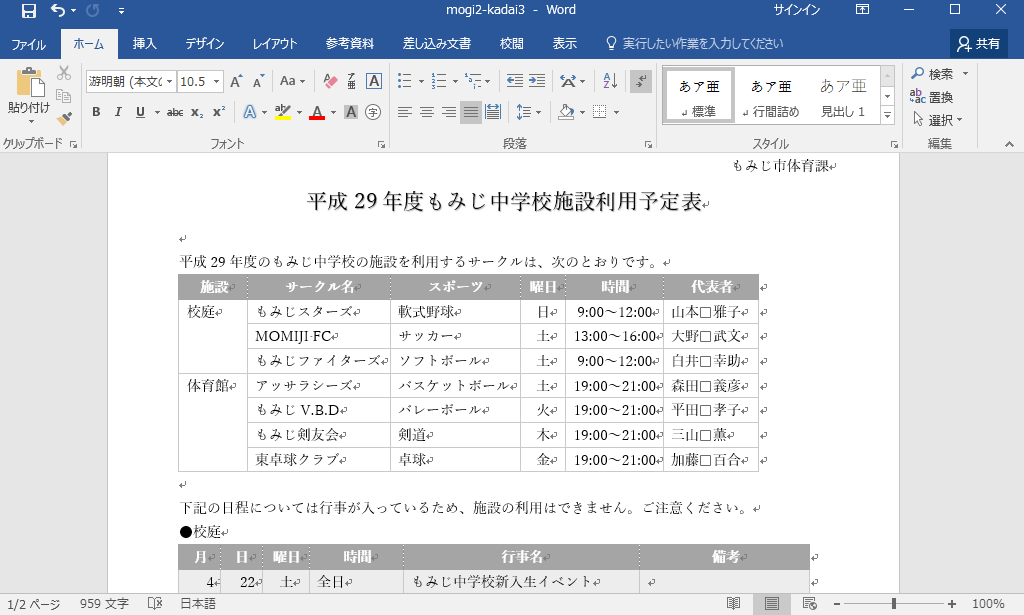 mogi2-kadai3 - Word サインイン
ファイル ホーム 挿入 デザイン レイアウト 参考資料 差し込み文書 校閲 表示 実行したい作業を入力してください 共有
貼り付け 游明朝 (本文の 10.5 A A Aa ア亜 A あア亜 あア亜 あア亜 検索
B I U abc x₂ x² A ab A A 字 標準 行間詰め 見出し 1 置換
選択
クリップボード フォント 段落 スタイル 編集
もみじ市体育課
平成 29 年度もみじ中学校施設利用予定表
平成 29 年度のもみじ中学校の施設を利用するサークルは、次のとおりです。
施設 サークル名 スポーツ 曜日 時間 代表者
校庭 もみじスターズ 軟式野球 日 9:00～12:00 山本□雅子
MOMIJI FC サッカー 土 13:00～16:00 大野□武文
もみじファイターズ ソフトボール 土 9:00～12:00 白井□幸助
体育館 アッサラシーズ バスケットボール 土 19:00～21:00 森田□義彦
もみじ V.B.D バレーボール 火 19:00～21:00 平田□孝子
もみじ剣友会 剣道 木 19:00～21:00 三山□薫
東卓球クラブ 卓球 金 19:00～21:00 加藤□百合
下記の日程については行事が入っているため、施設の利用はできません。ご注意ください。
●校庭
月 日 曜日 時間 行事名 備考
4 22 土 全日 もみじ中学校新入生イベント
1/2 ページ 959 文字 日本語 100%